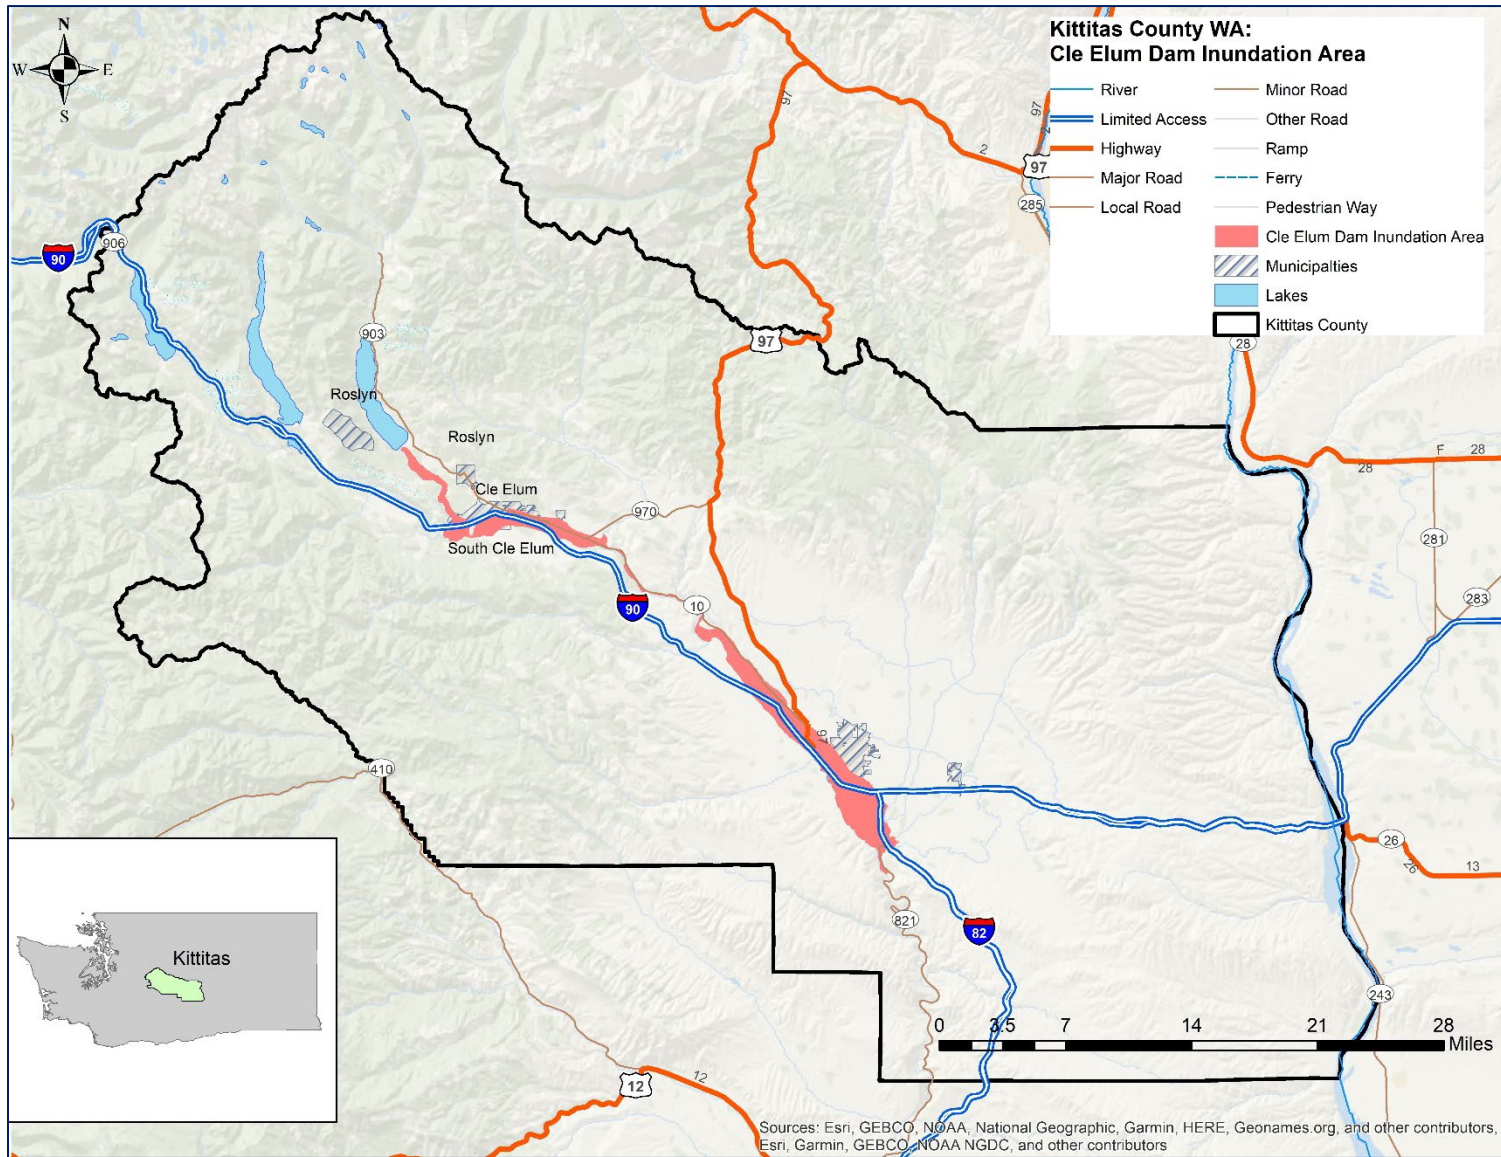 Kittitas County WA:
Cle Elum Dam Inundation Area
River
Limited Access
Highway
Major Road
Local Road
Minor Road
Other Road
Ramp
Ferry
Pedestrian Way
Cle Elum Dam Inundation Area
Municipalties
Lakes
Kittitas County
N
W E
S
97
2
97
2
97
285
906
90
903
97
28
Roslyn
Roslyn
Cle Elum
South Cle Elum
970
F 28
28
281
283
90
10
97
410
26
26
13
821
82
243
Kittitas
12
12
0 3.5 7 14 21 28
Miles
Sources: Esri, GEBCO, NOAA, National Geographic, Garmin, HERE, Geonames.org, and other contributors,
Esri, Garmin, GEBCO, NOAA NGDC, and other contributors